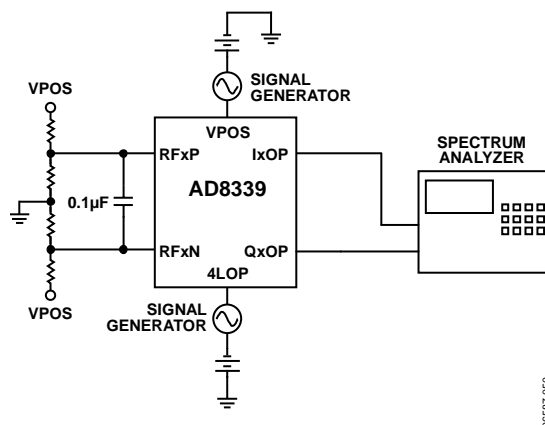 SIGNAL
GENERATOR
VPOS
VPOS
SPECTRUM
ANALYZER
RFxP
IxOP
AD8339
0.1µF
RFxN
QxOP
4LOP
VPOS
SIGNAL
GENERATOR